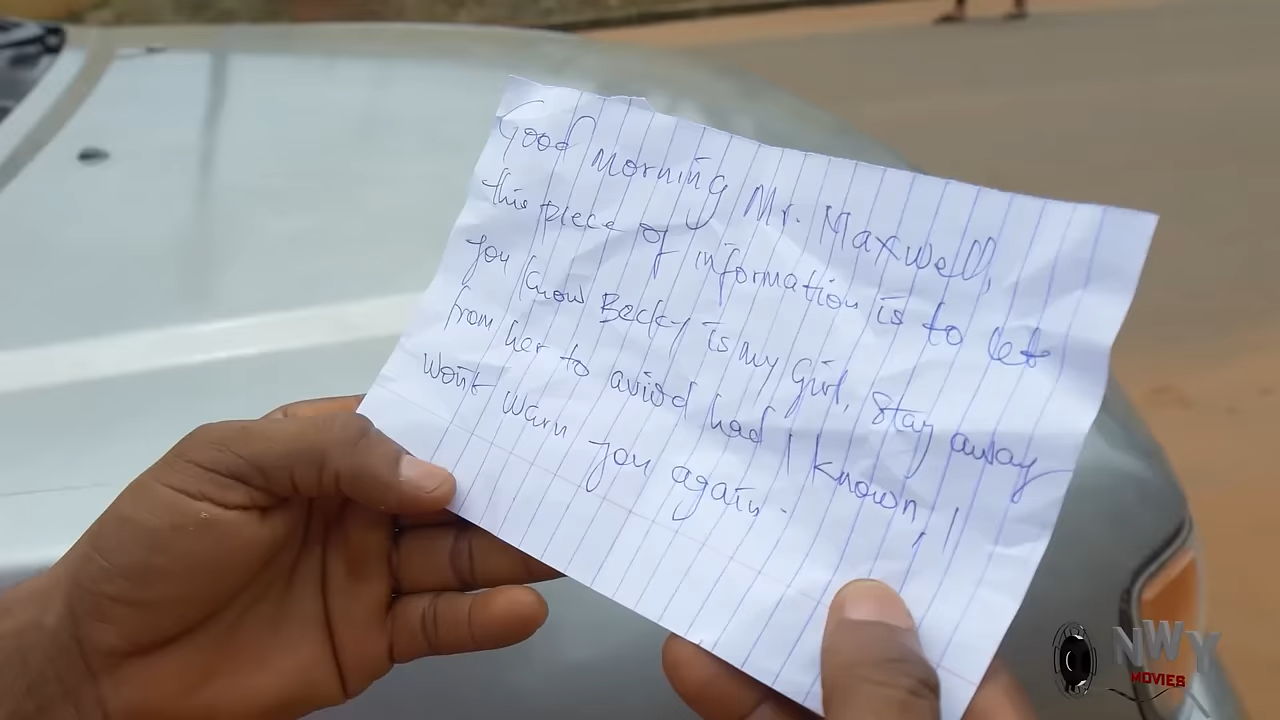 Good morning Mr. Maxwell,
this piece of information is to let
you know Becky is my girl, stay away
from her to aviod had I known, I
wont warn you again.
NWY
MOVIES